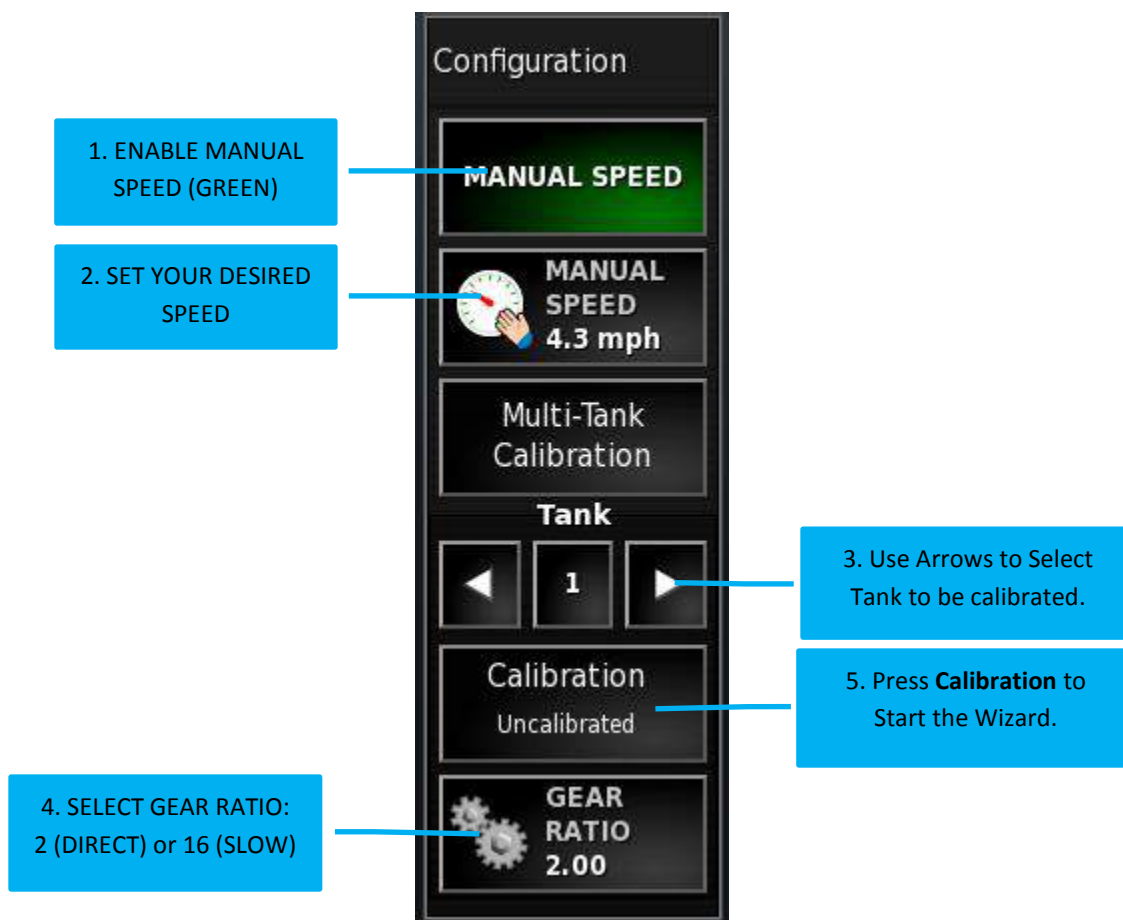 Configuration
1. ENABLE MANUAL
SPEED (GREEN)
MANUAL SPEED
2. SET YOUR DESIRED
SPEED
MANUAL
SPEED
4.3 mph
Multi-Tank
Calibration
Tank
1
3. Use Arrows to Select
Tank to be calibrated.
Calibration
Uncalibrated
5. Press Calibration to
Start the Wizard.
4. SELECT GEAR RATIO:
2 (DIRECT) or 16 (SLOW)
GEAR
RATIO
2.00